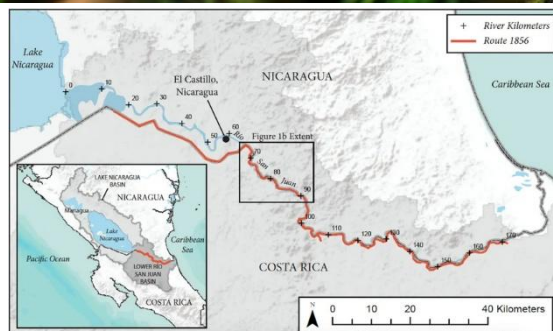 Lake
Nicaragua
0
10
20
30
40
50
60
El Castillo,
Nicaragua
NICARAGUA
+ River Kilometers
Route 1856
Caribbean
Sea
Figure 1b Extent
Rio
San
Juan
70
80
90
100
110
120
130
140
150
160
170
COSTA RICA
LAKE NICARAGUA
BASIN
NICARAGUA
Managua
Lake
Nicaragua
Caribbean
Sea
Pacific Ocean
LOWER RIO
SAN JUAN
BASIN
COSTA RICA
N
0 10 20 40 Kilometers